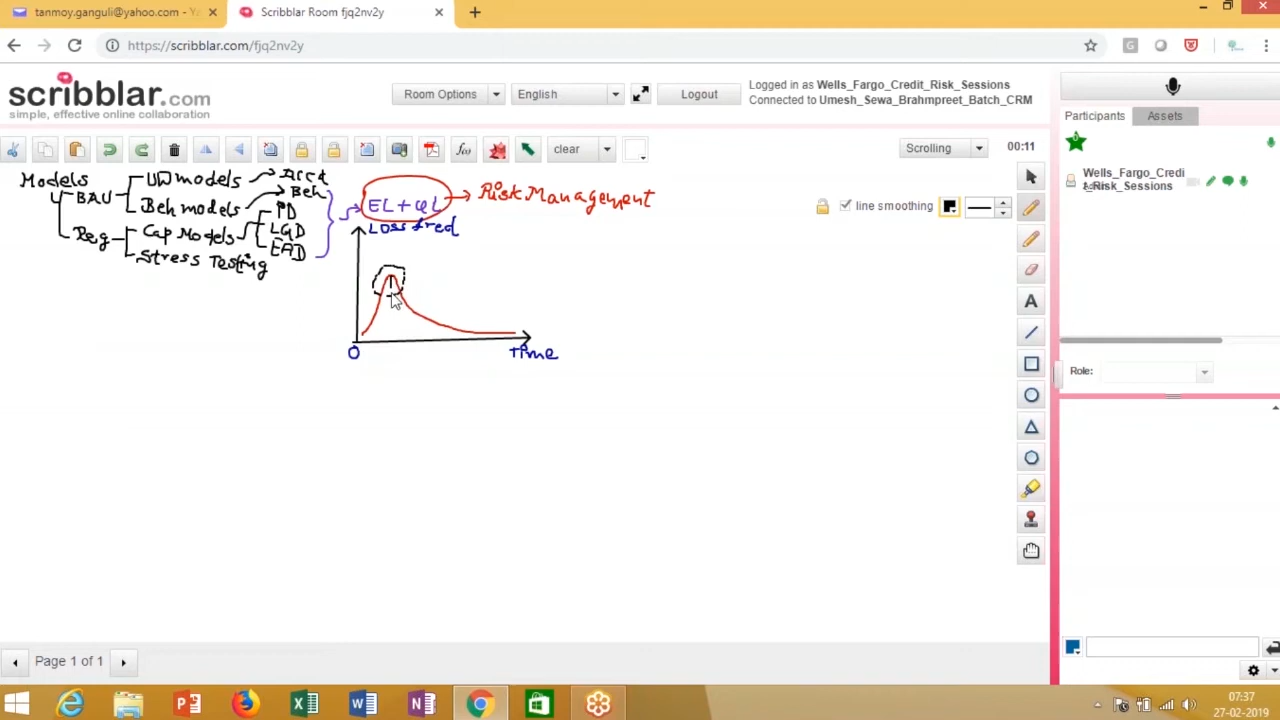 tanmoy.ganguli@yahoo.com - Y
Scribblar Room fjq2nv2y
https://scribblar.com/fjq2nv2y
scribblar.com
simple, effective online collaboration
Room Options
English
Logout
Logged in as Wells_Fargo_Credit_Risk_Sessions
Connected to Umesh_Sewa_Brahmpreet_Batch_CRM
clear
Scrolling
00:11
line smoothing
Participants
Assets
Wells_Fargo_Credi
t_Risk_Sessions
Role:
Models
BAU
UW models
Beh
Beh models
Reg
Cap Models
PD
LGD
EAD
Stress Testing
EL + UL
Risk Management
Loss fred
0
Time
Page 1 of 1
07:37
27-02-2019